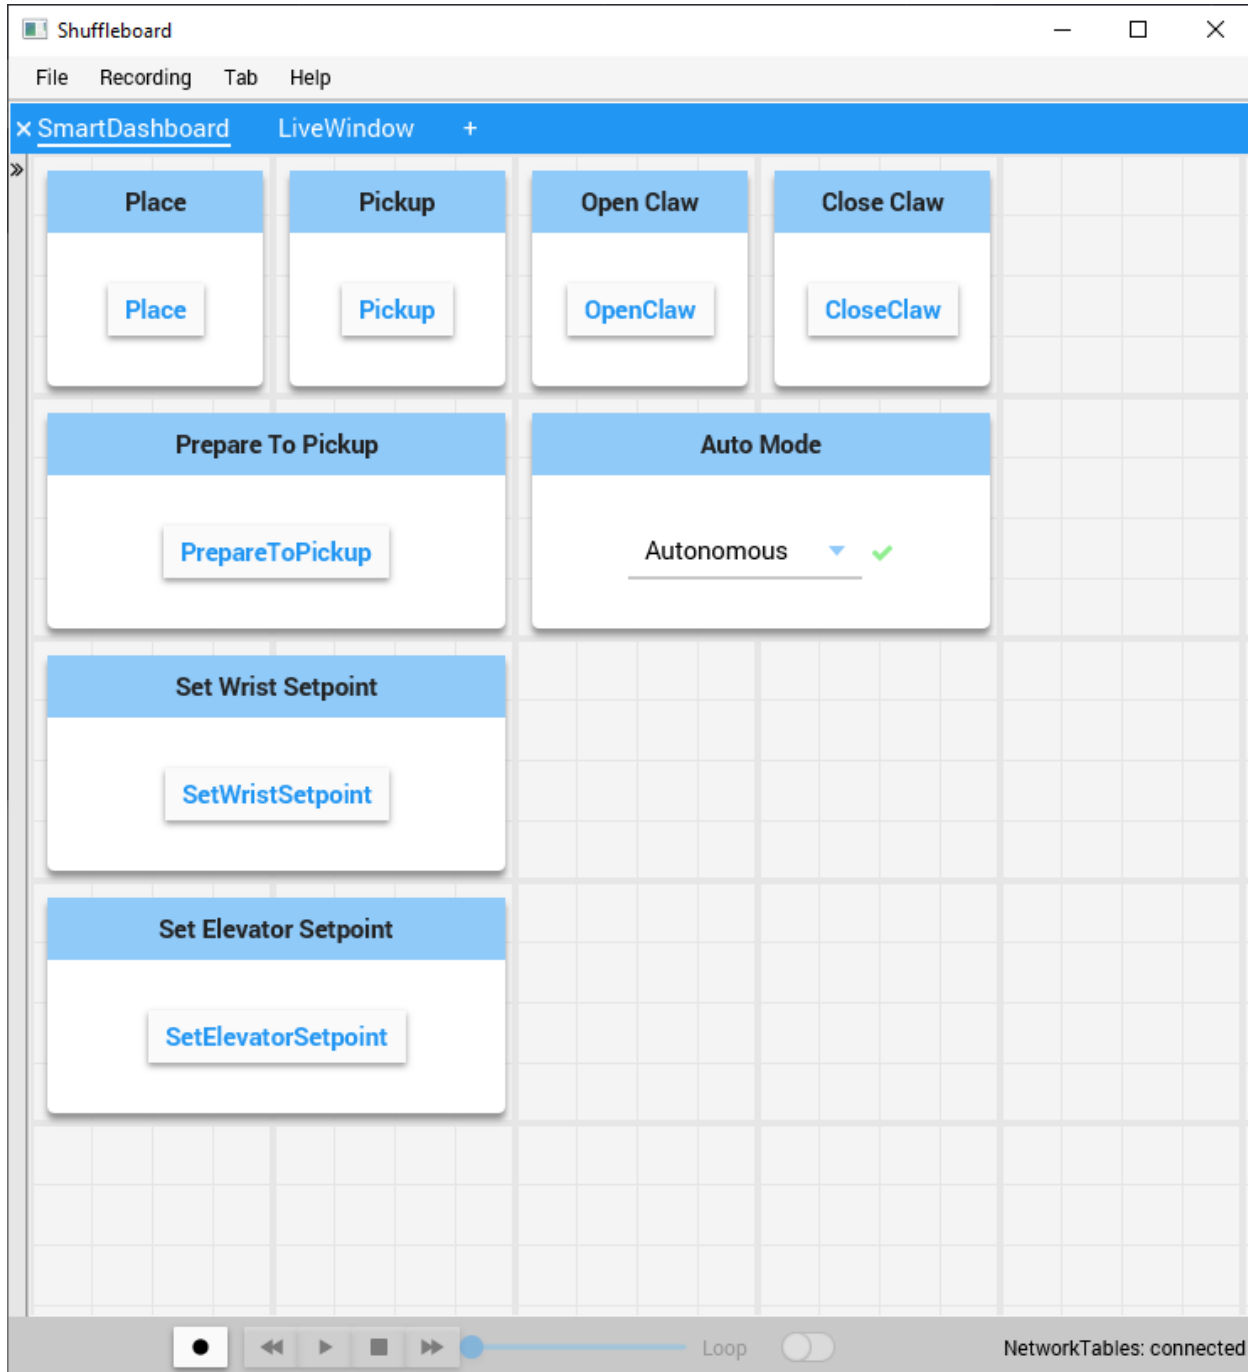 Shuffleboard
File Recording Tab Help
SmartDashboard LiveWindow +
Place Pickup Open Claw Close Claw
Place Pickup OpenClaw CloseClaw
Prepare To Pickup Auto Mode
PrepareToPickup Autonomous
Set Wrist Setpoint
SetWristSetpoint
Set Elevator Setpoint
SetElevatorSetpoint
Loop NetworkTables: connected